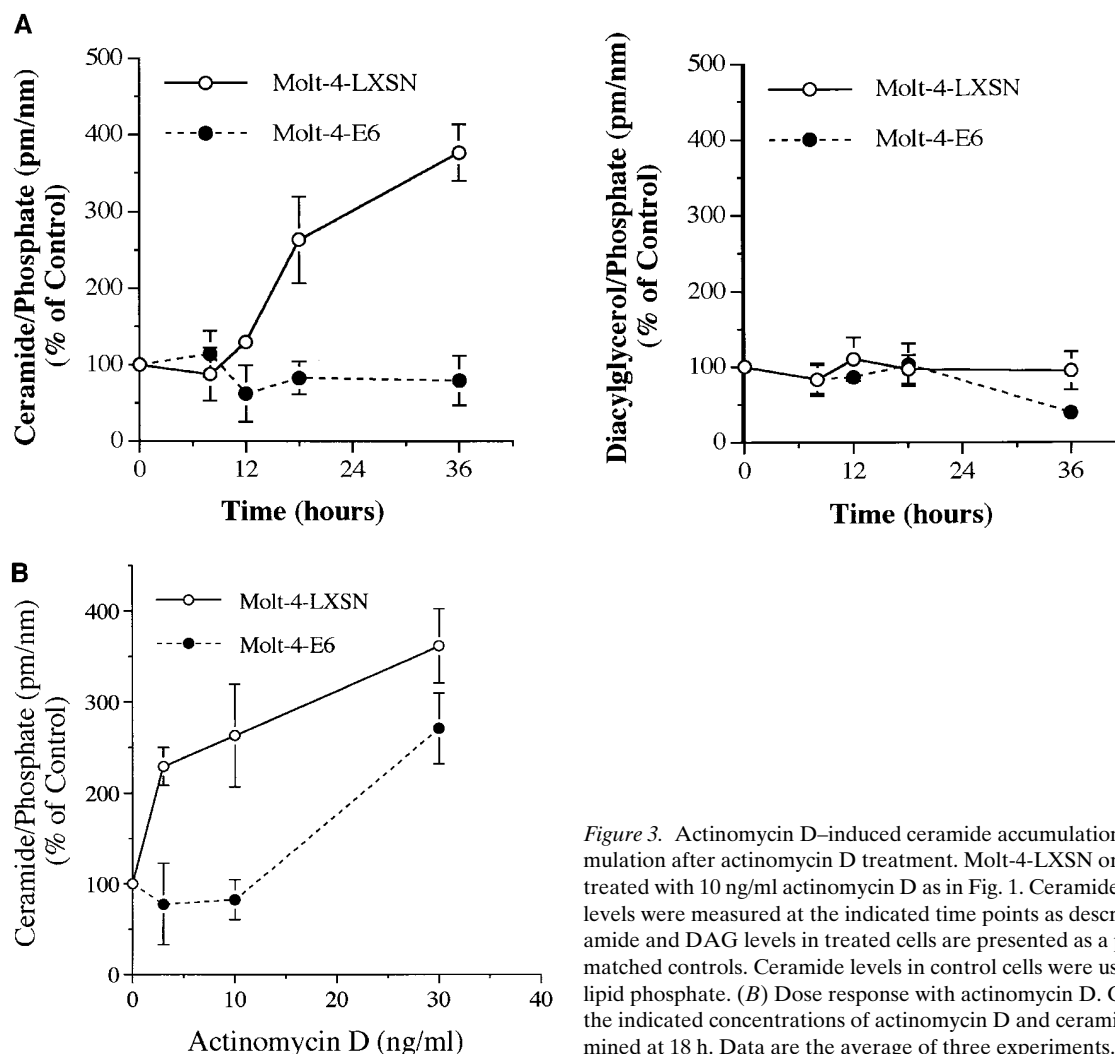 A
Ceramide/Phosphate (pm/nm)
(% of Control)
500
400
300
200
100
0
Molt-4-LXSN
Molt-4-E6
0 12 24 36
Time (hours)
Diacylglycerol/Phosphate (pm/nm)
(% of Control)
500
400
300
200
100
0
Molt-4-LXSN
Molt-4-E6
0 12 24 36
Time (hours)
B
Ceramide/Phosphate (pm/nm)
(% of Control)
400
300
200
100
0
Molt-4-LXSN
Molt-4-E6
0 10 20 30 40
Actinomycin D (ng/ml)
Figure 3. Actinomycin D–induced ceramide accumulation
mulation after actinomycin D treatment. Molt-4-LXSN or
treated with 10 ng/ml actinomycin D as in Fig. 1. Ceramide
levels were measured at the indicated time points as descr
amide and DAG levels in treated cells are presented as a p
matched controls. Ceramide levels in control cells were us
lipid phosphate. (B) Dose response with actinomycin D. C
the indicated concentrations of actinomycin D and cerami
mined at 18 h. Data are the average of three experiments.